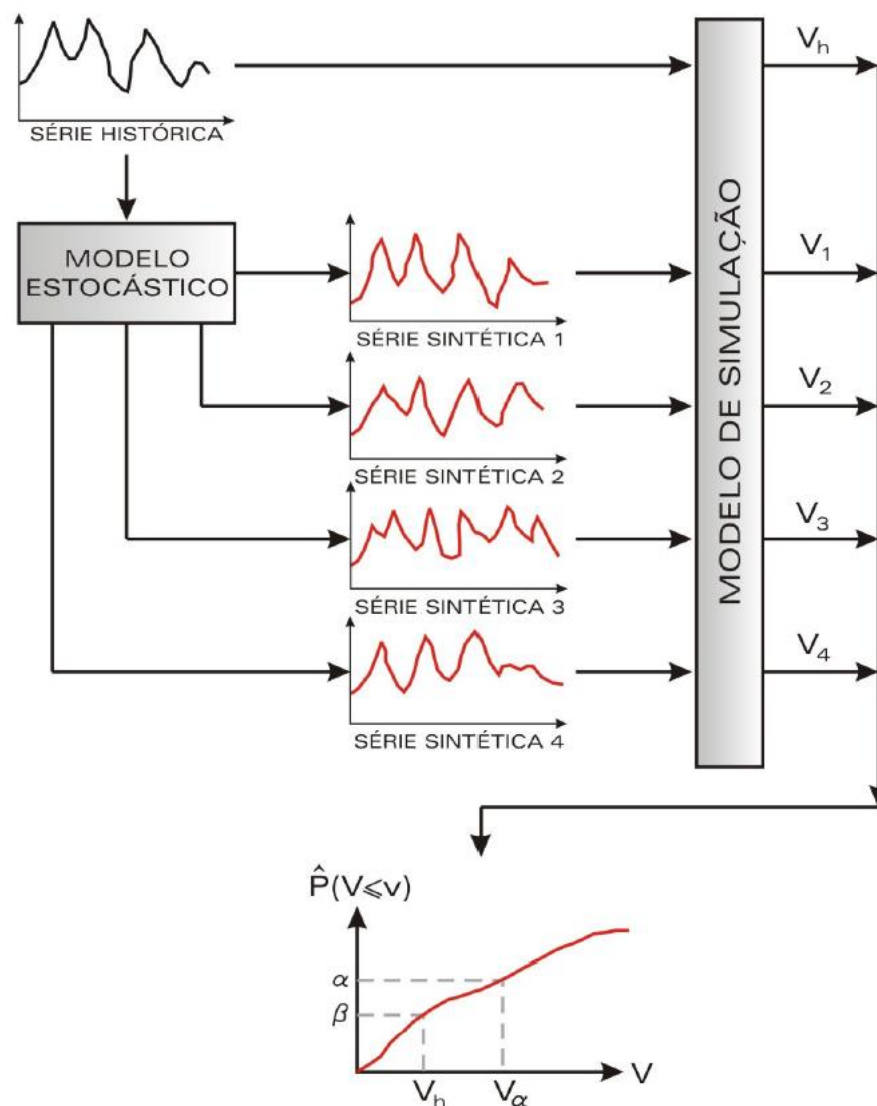 SÉRIE HISTÓRICA
MODELO
ESTOCÁSTICO
SÉRIE SINTÉTICA 1
SÉRIE SINTÉTICA 2
SÉRIE SINTÉTICA 3
SÉRIE SINTÉTICA 4
MODELO DE SIMULAÇÃO
Vh
V1
V2
V3
V4
P̂(V⩽v)
α
β
Vh
Vα
V